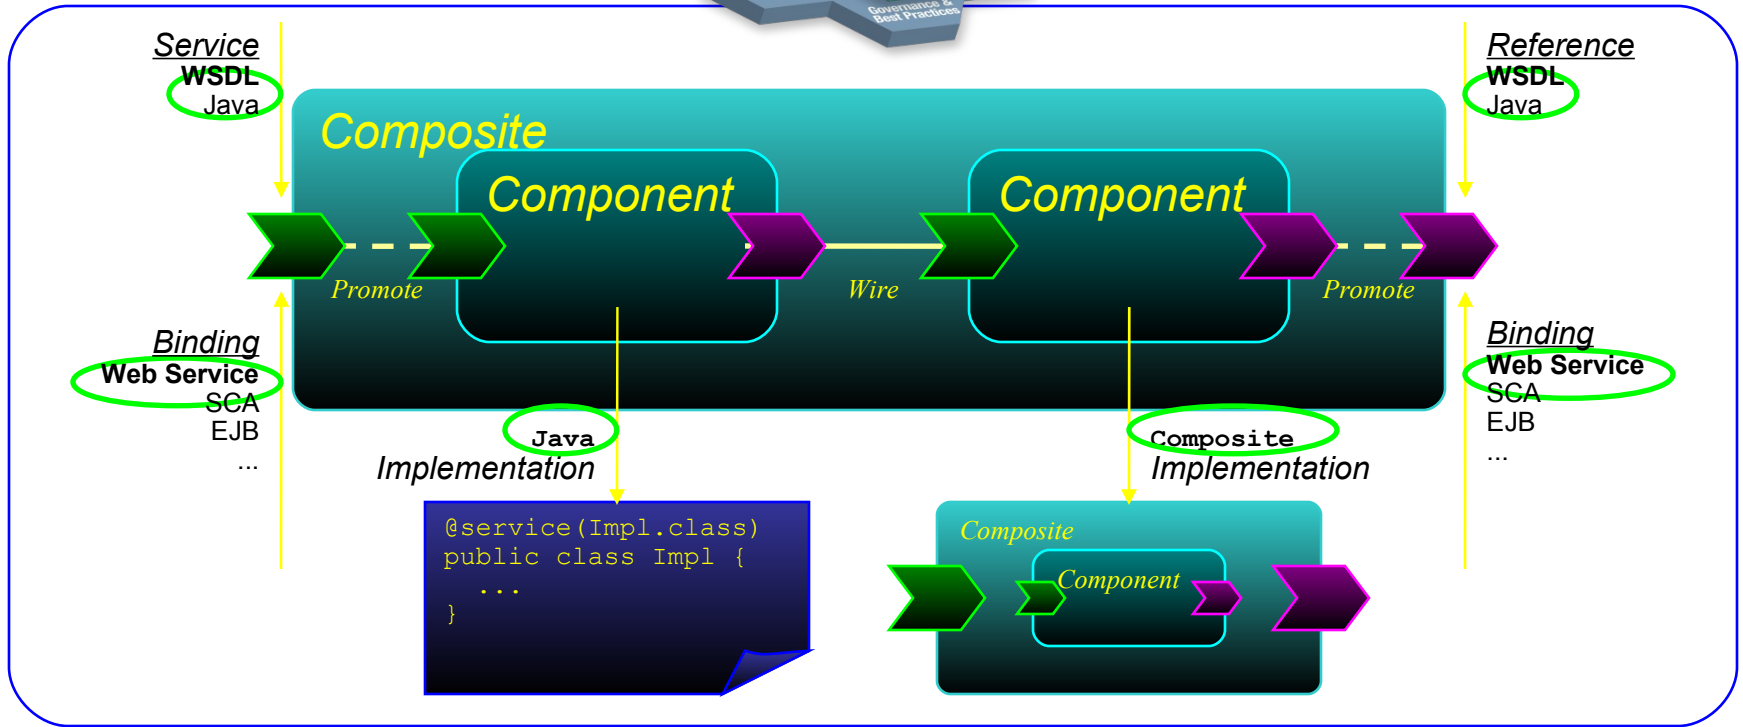 Governance &
Best Practices
Service
WSDL
Java
Reference
WSDL
Java
Composite
Component
Component
Promote
Wire
Promote
Binding
Web Service
SCA
EJB
...
Binding
Web Service
SCA
EJB
...
Java
Implementation
Composite
Implementation
@service(Impl.class)
public class Impl {
...
}
Composite
Component